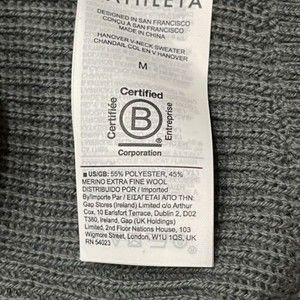 ATHLETA
DESIGNED IN SAN FRANCISCO
CONÇU A SAN FRANCISCO
MADE IN CHINA
HANOVER V-NECK SWEATER
CHANDAIL COL EN V HANOVER
M
Certified
Certifiée
B
Entreprise
Corporation
US/GB: 55% POLYESTER, 45%
MERINO EXTRA FINE WOOL
DISTRIBUIDO POR / Imported
By/Importe Par / ΕΙΣΑΓΕΤΑΙ ΑΠΟ ΤΗΝ:
Gap Stores (Ireland) Limited c/o Arthur
Cox, 10 Earlsfort Terrace, Dublin 2, D02
T380, Ireland, Gap (UK Holdings)
Limited, 2nd Floor Nations House, 103
Wigmore Street, London, W1U 1QS, UK
RN 54023